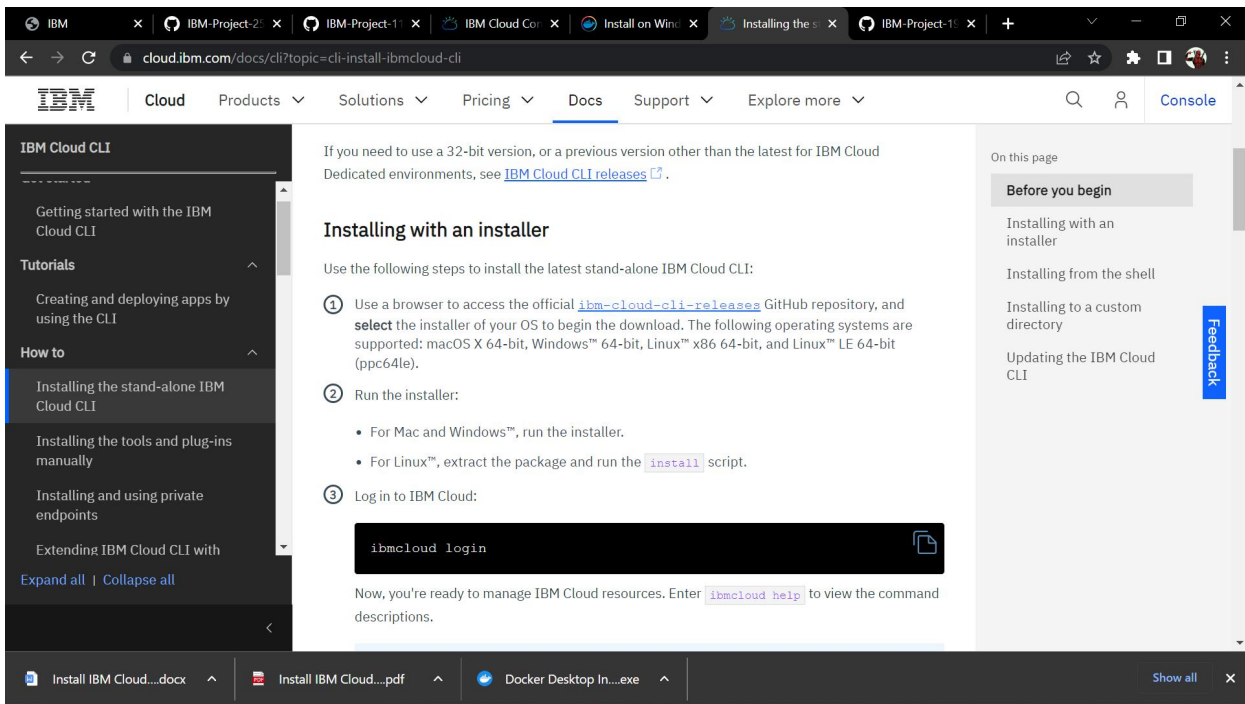 IBM
IBM-Project-25
IBM-Project-11
IBM Cloud Con
Install on Wind
Installing the s
IBM-Project-19
cloud.ibm.com/docs/cli?topic=cli-install-ibmcloud-cli
IBM Cloud Products Solutions Pricing Docs Support Explore more Console
IBM Cloud CLI
Getting started with the IBM
Cloud CLI
Tutorials
Creating and deploying apps by
using the CLI
How to
Installing the stand-alone IBM
Cloud CLI
Installing the tools and plug-ins
manually
Installing and using private
endpoints
Extending IBM Cloud CLI with
Expand all | Collapse all
If you need to use a 32-bit version, or a previous version other than the latest for IBM Cloud
Dedicated environments, see IBM Cloud CLI releases .
Installing with an installer
Use the following steps to install the latest stand-alone IBM Cloud CLI:
1 Use a browser to access the official ibm-cloud-cli-releases GitHub repository, and
select the installer of your OS to begin the download. The following operating systems are
supported: macOS X 64-bit, Windows™ 64-bit, Linux™ x86 64-bit, and Linux™ LE 64-bit
(ppc64le).
2 Run the installer:
• For Mac and Windows™, run the installer.
• For Linux™, extract the package and run the install script.
3 Log in to IBM Cloud:
ibmcloud login
Now, you're ready to manage IBM Cloud resources. Enter ibmcloud help to view the command
descriptions.
On this page
Before you begin
Installing with an
installer
Installing from the shell
Installing to a custom
directory
Updating the IBM Cloud
CLI
Feedback
Install IBM Cloud....docx
Install IBM Cloud....pdf
Docker Desktop In....exe
Show all